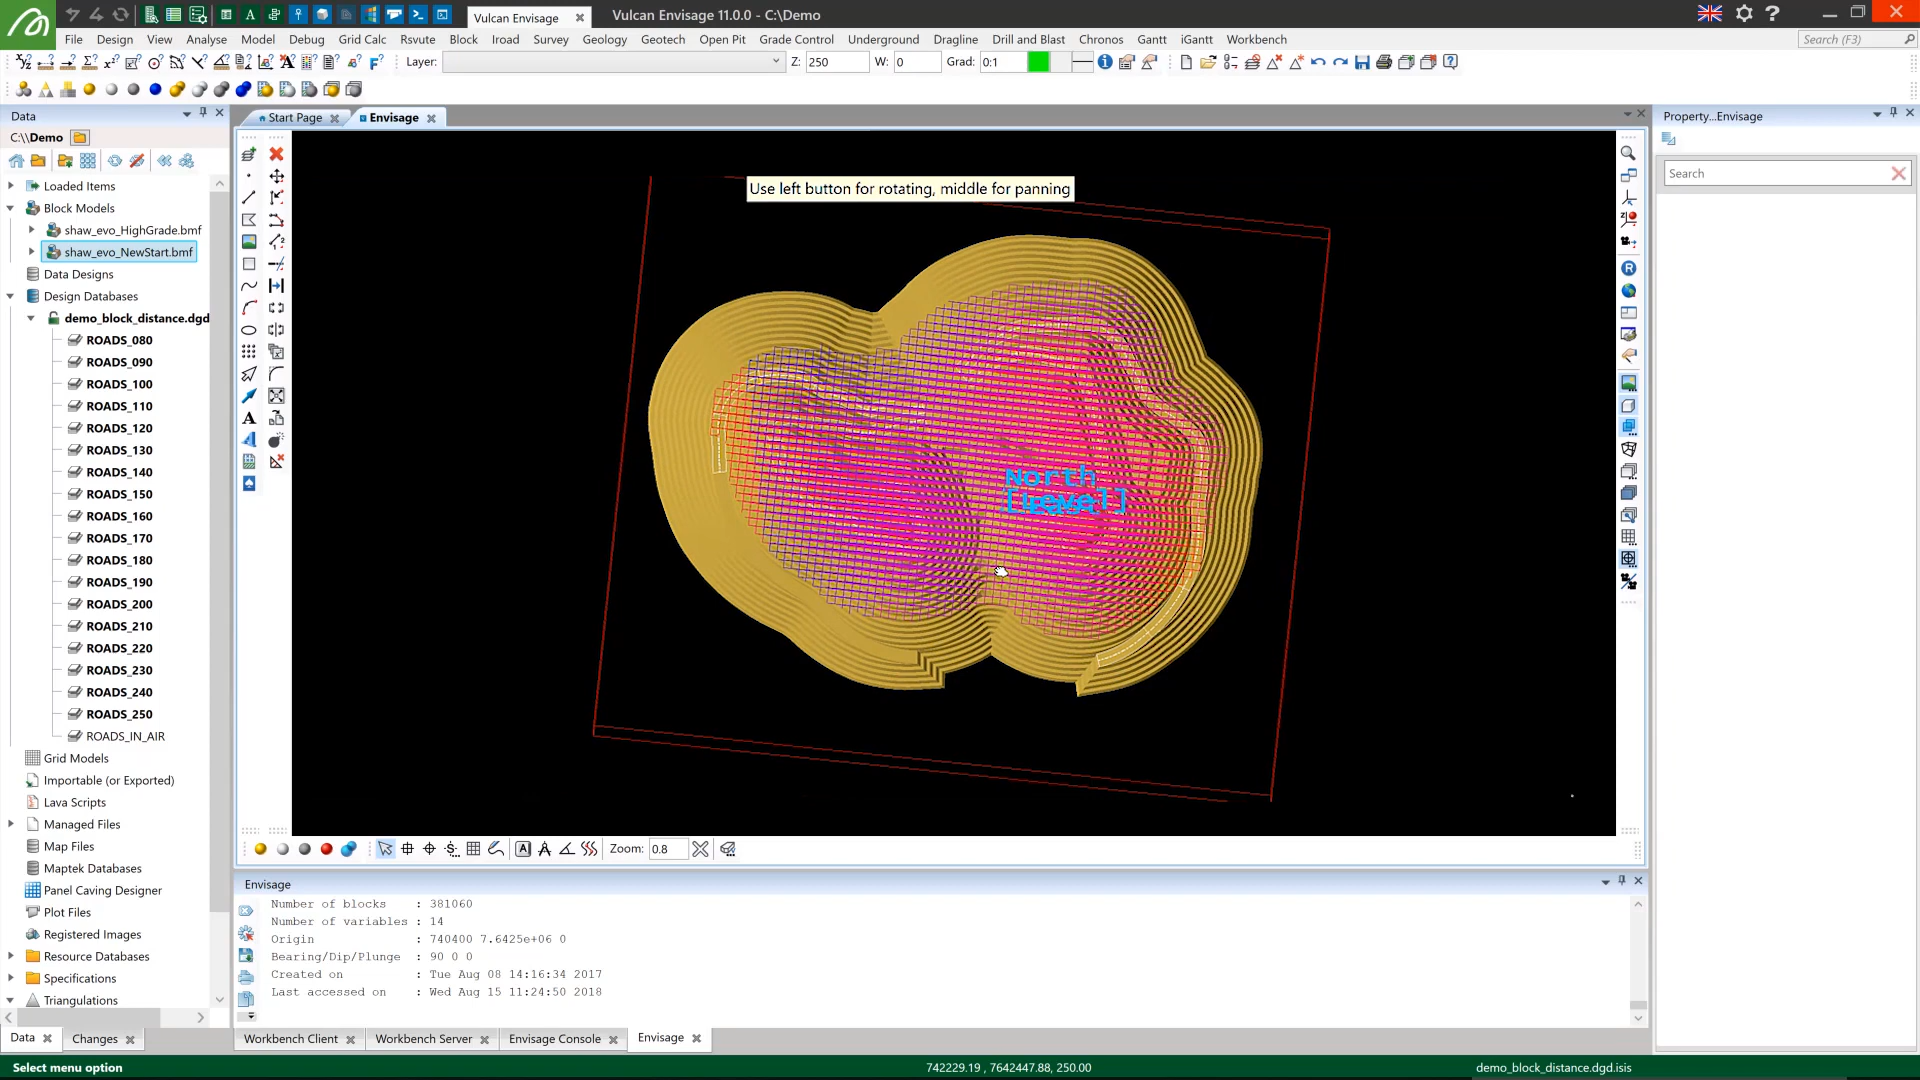 Vulcan Envisage
Vulcan Envisage 11.0.0 - C:\Demo
File Design View Analyse Model Debug Grid Calc Rsvute Block Iroad Survey Geology Geotech Open Pit Grade Control Underground Dragline Drill and Blast Chronos Gantt iGantt Workbench
Search (F3)
Layer:
Z: 250
W: 0
Grad: 0:1
Data
Start Page
Envisage
Property...Envisage
C:\\Demo
Search
Loaded Items
Block Models
shaw_evo_HighGrade.bmf
shaw_evo_NewStart.bmf
Data Designs
Design Databases
demo_block_distance.dgd
ROADS_080
ROADS_090
ROADS_100
ROADS_110
ROADS_120
ROADS_130
ROADS_140
ROADS_150
ROADS_160
ROADS_170
ROADS_180
ROADS_190
ROADS_200
ROADS_210
ROADS_220
ROADS_230
ROADS_240
ROADS_250
ROADS_IN_AIR
Grid Models
Importable (or Exported)
Lava Scripts
Managed Files
Map Files
Maptek Databases
Panel Caving Designer
Plot Files
Registered Images
Resource Databases
Specifications
Triangulations
Use left button for rotating, middle for panning
North
[Level]
Zoom: 0.8
Envisage
Number of blocks : 381060
Number of variables : 14
Origin : 740400 7.6425e+06 0
Bearing/Dip/Plunge : 90 0 0
Created on : Tue Aug 08 14:16:34 2017
Last accessed on : Wed Aug 15 11:24:50 2018
Data
Changes
Workbench Client
Workbench Server
Envisage Console
Envisage
Select menu option
742229.19 , 7642447.88, 250.00
demo_block_distance.dgd.isis